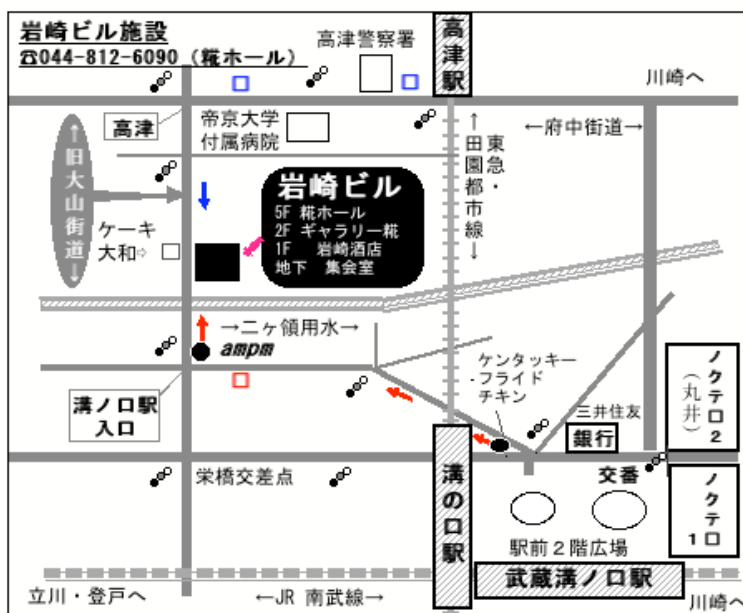 岩崎ビル施設
☎044-812-6090（糀ホール）
高津警察署
高津駅
川崎へ
高津
帝京大学
付属病院
←府中街道→
↑東急・田園都市線↓
↑旧大山街道↓
岩崎ビル
5F 糀ホール
2F ギャラリー糀
1F 岩崎酒店
地下 集会室
ケーキ
大和⇨
→二ヶ領用水→
ampm
ケンタッキー
・フライド
チキン
溝ノ口駅
入口
三井住友
銀行
ノクテロ2
（丸井）
栄橋交差点
溝の口駅
交番
ノクテロ1
駅前２階広場
武蔵溝ノ口駅
立川・登戸へ
←JR 南武線→
川崎へ